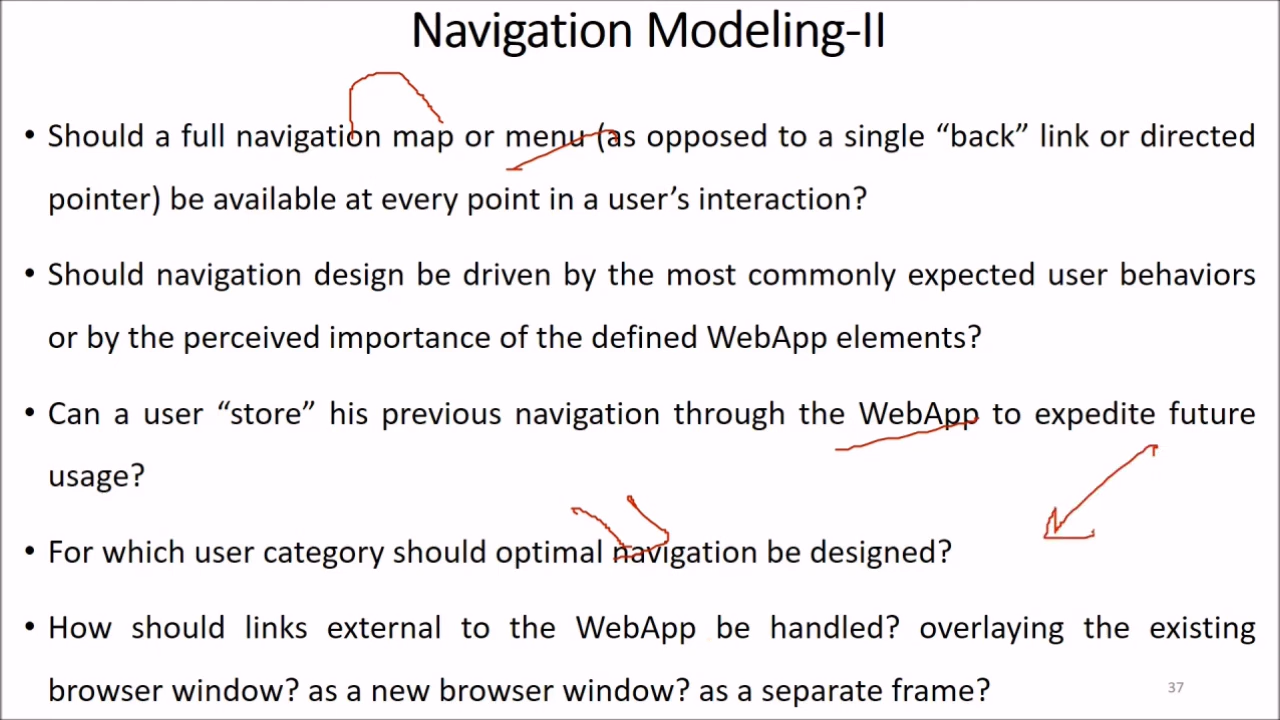 Navigation Modeling-II
• Should a full navigation map or menu (as opposed to a single “back” link or directed
pointer) be available at every point in a user’s interaction?
• Should navigation design be driven by the most commonly expected user behaviors
or by the perceived importance of the defined WebApp elements?
• Can a user “store” his previous navigation through the WebApp to expedite future
usage?
• For which user category should optimal navigation be designed?
• How should links external to the WebApp be handled? overlaying the existing
browser window? as a new browser window? as a separate frame?
37